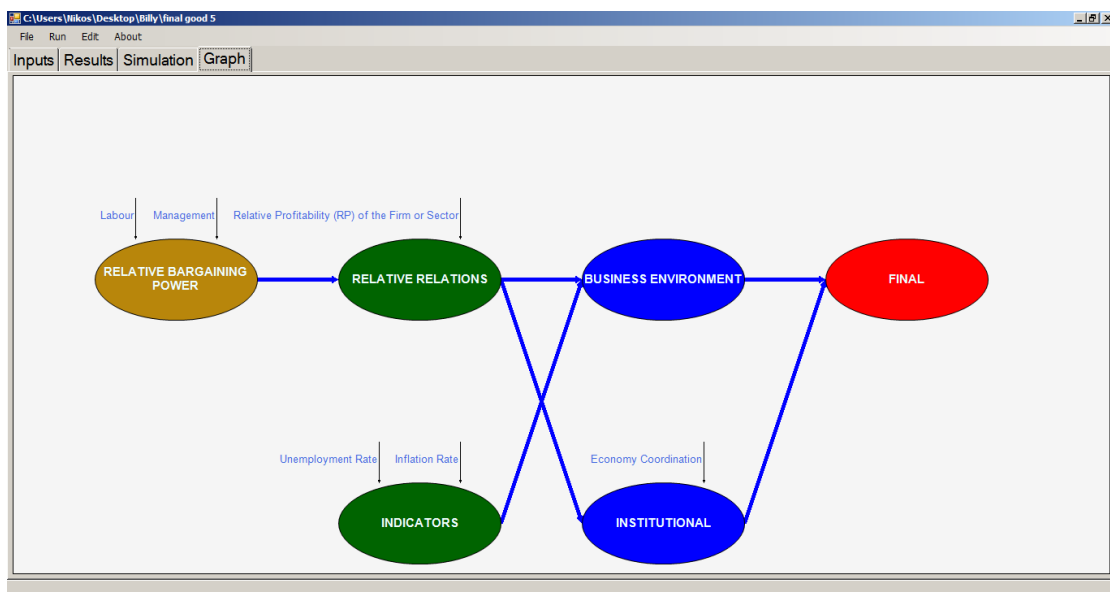 C:\Users\Nikos\Desktop\Billy\final good 5
File Run Edit About
Inputs Results Simulation Graph
Labour Management Relative Profitability (RP) of the Firm or Sector
RELATIVE BARGAINING
POWER
RELATIVE RELATIONS
BUSINESS ENVIRONMENT
FINAL
Unemployment Rate Inflation Rate
Economy Coordination
INDICATORS
INSTITUTIONAL